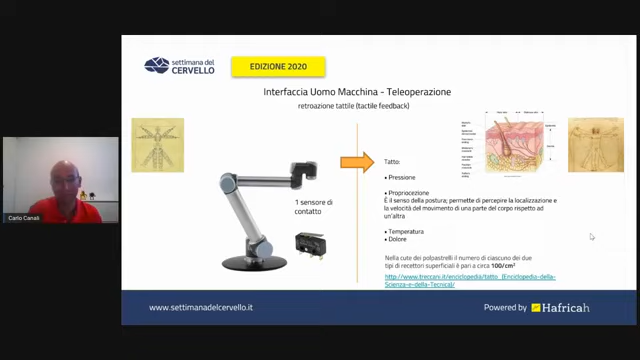 settimana del
CERVELLO
EDIZIONE 2020
Interfaccia Uomo Macchina - Teleoperazione
retroazione tattile (tactile feedback)
1 sensore di
contatto
Tatto:
• Pressione
• Propriocezione
È il senso della postura; permette di percepire la localizzazione e
la velocità del movimento di una parte del corpo rispetto ad
un'altra
• Temperatura
• Dolore
Nella cute dei polpastrelli il numero di ciascuno dei due
tipi di recettori superficiali è pari a circa 100/cm²
http://www.treccani.it/enciclopedia/tatto_(Enciclopedia-della-
Scienza-e-della-Tecnica)/
Carlo Canali
www.settimanadelcervello.it
Powered by Hafricah